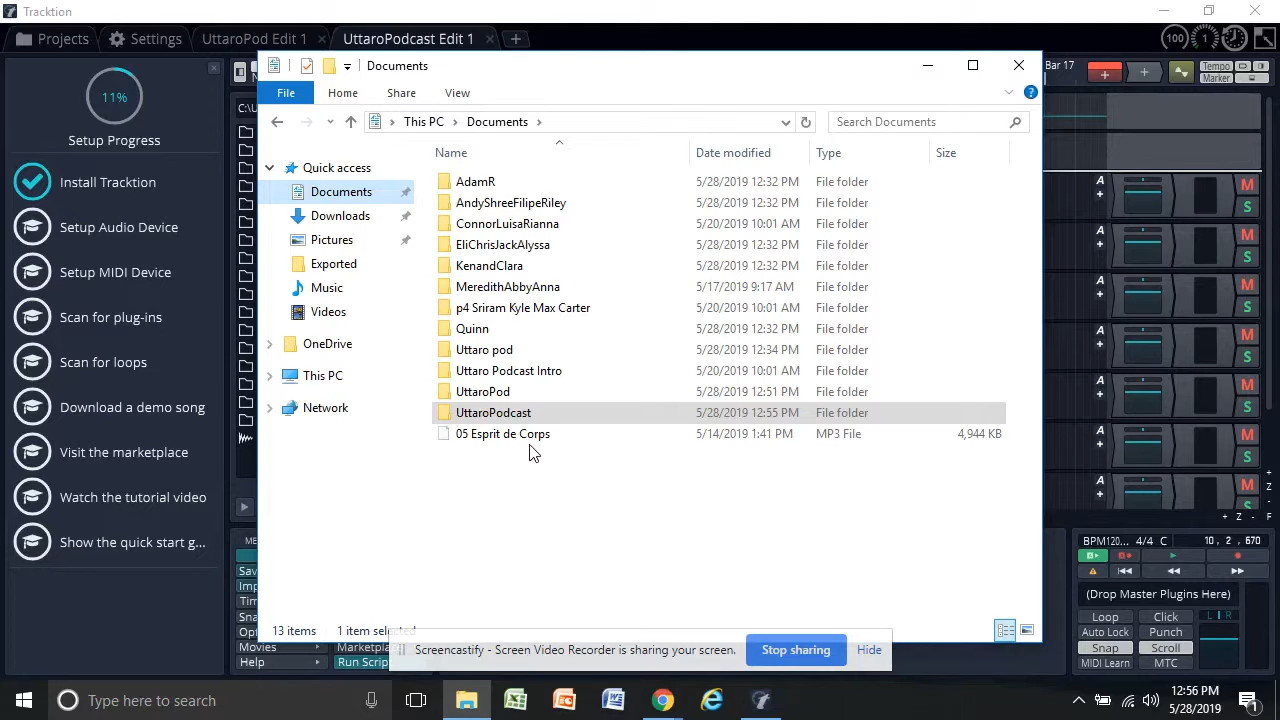 Tracktion
Projects Settings UttaroPod Edit 1 × UttaroPodcast Edit 1 × +
100 1
11%
Setup Progress
Install Tracktion
Setup Audio Device
Setup MIDI Device
Scan for plug-ins
Scan for loops
Download a demo song
Visit the marketplace
Watch the tutorial video
Show the quick start g...
Documents
File Home Share View
This PC > Documents >
Search Documents
Quick access
Documents
Downloads
Pictures
Exported
Music
Videos
OneDrive
This PC
Network
Name Date modified Type Size
AdamR 5/28/2019 12:32 PM File folder
AndyShreeFilipeRiley 5/28/2019 12:32 PM File folder
ConnorLuisaRianna 5/20/2019 10:01 AM File folder
EliChrisJackAlyssa 5/28/2019 12:32 PM File folder
KenandClara 5/28/2019 12:32 PM File folder
MeredithAbbyAnna 5/17/2019 9:17 AM File folder
p4 Sriram Kyle Max Carter 5/20/2019 10:01 AM File folder
Quinn 5/28/2019 12:32 PM File folder
Uttaro pod 5/28/2019 12:34 PM File folder
Uttaro Podcast Intro 5/20/2019 10:01 AM File folder
UttaroPod 5/28/2019 12:51 PM File folder
UttaroPodcast 5/28/2019 12:55 PM File folder
05 Esprit de Corps 5/14/2019 1:41 PM MP3 File 4,944 KB
13 items 1 item selected
Bar 17
Tempo
Marker
A M
+ S
A M
+ S
A M
+ S
A M
+ S
A M
+ S
A M
+ S
A M
+ S
A M
+ S
+ Z - F
BPM120... 4/4 C 10, 2, 670
(Drop Master Plugins Here)
Loop Click L R
Auto Lock Punch
Snap Scroll
MIDI Learn MTC
Movies
Help
Marketpla
Run Scrip
Screencastify - Screen Video Recorder is sharing your screen. Stop sharing Hide
Type here to search
12:56 PM
5/28/2019
1